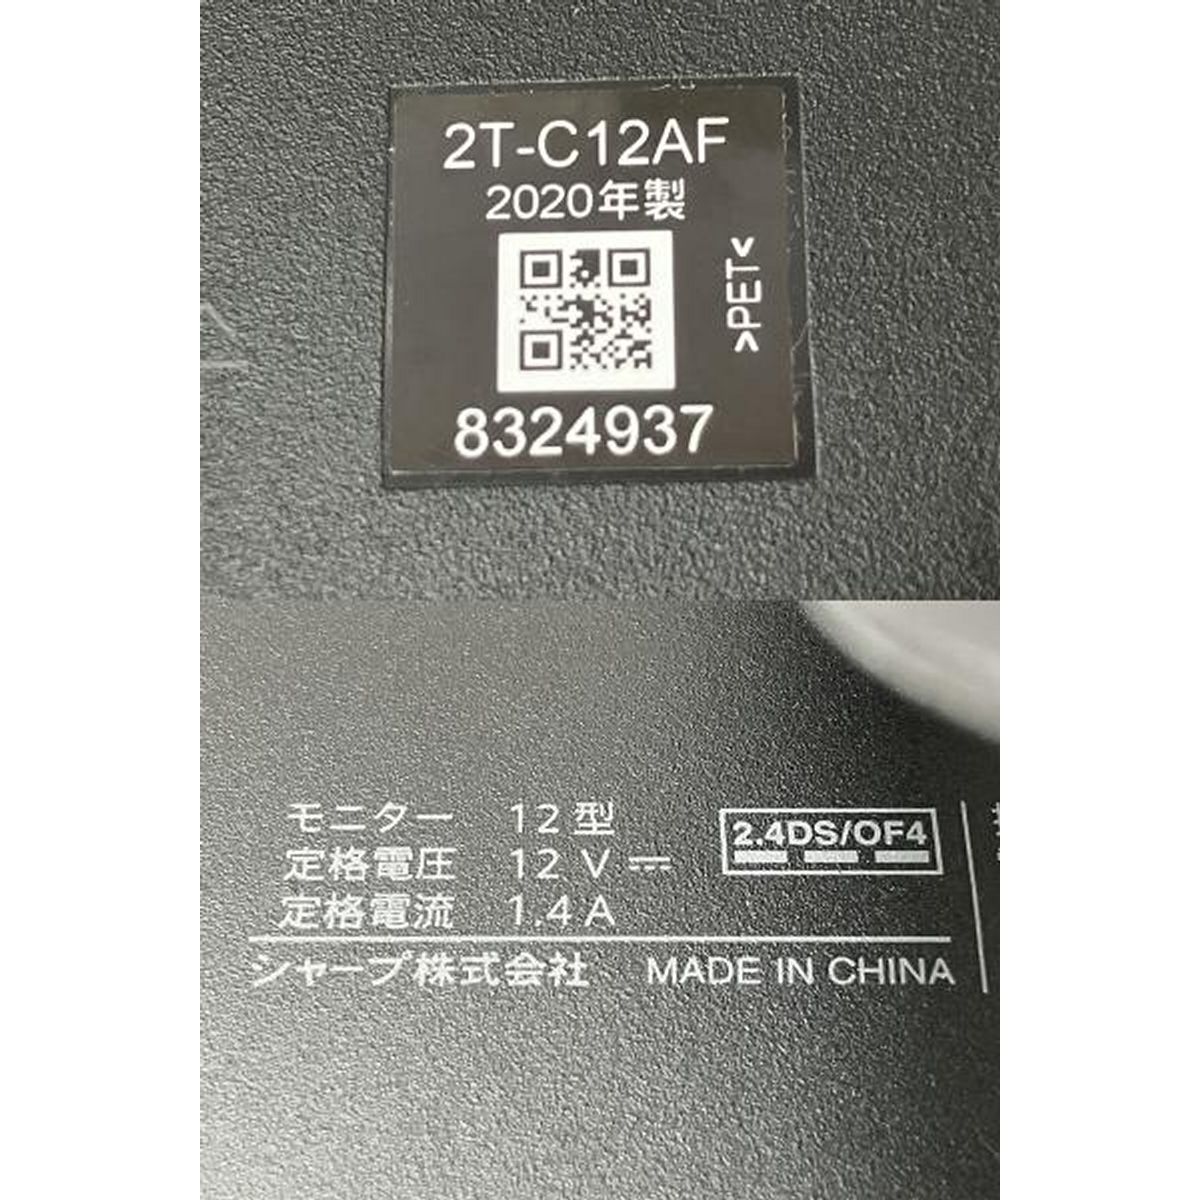 2T-C12AF
2020年製
>PET<
8324937
モニター 12型
定格電圧 12 V
2.4DS/OF4
定格電流 1.4 A
シャープ株式会社 MADE IN CHINA